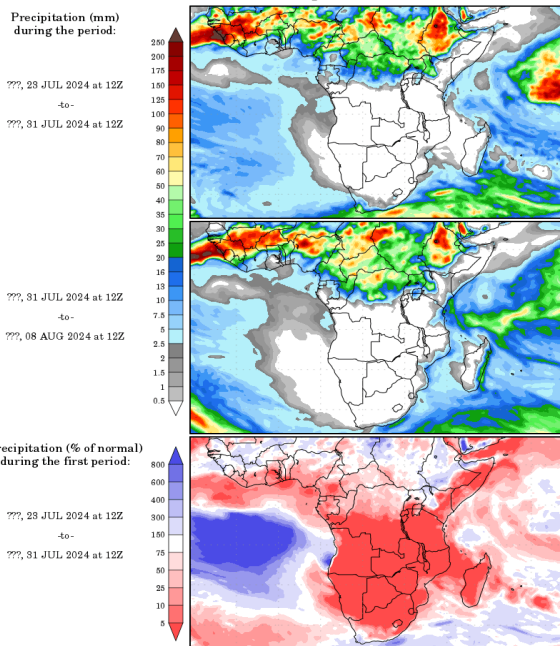 Precipitation (mm)
during the period:
???, 23 JUL 2024 at 12Z
-to-
???, 31 JUL 2024 at 12Z
250
200
175
150
125
100
90
80
70
60
50
40
35
30
25
20
16
13
10
7.5
5
2.5
2
1.5
1
0.5
???, 31 JUL 2024 at 12Z
-to-
???, 08 AUG 2024 at 12Z
recipitation (% of normal)
during the first period:
???, 23 JUL 2024 at 12Z
-to-
???, 31 JUL 2024 at 12Z
800
600
400
300
150
75
50
25
10
5